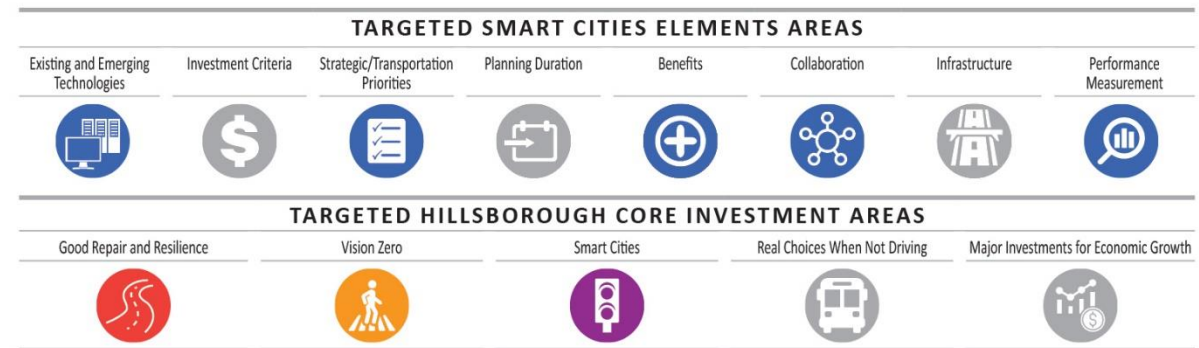 TARGETED SMART CITIES ELEMENTS AREAS
Existing and Emerging
Technologies
Investment Criteria
Strategic/Transportation
Priorities
Planning Duration
Benefits
Collaboration
Infrastructure
Performance
Measurement
$
TARGETED HILLSBOROUGH CORE INVESTMENT AREAS
Good Repair and Resilience
Vision Zero
Smart Cities
Real Choices When Not Driving
Major Investments for Economic Growth
$